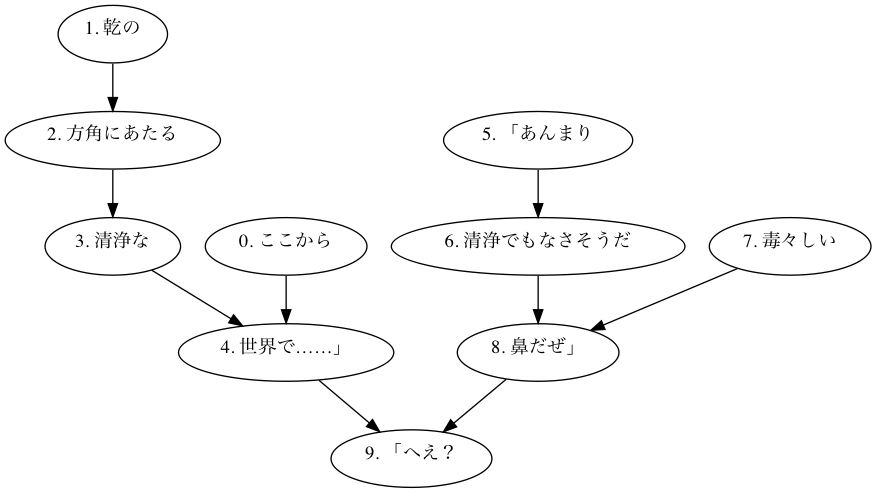 1. 乾の
2. 方角にあたる
5. 「あんまり
3. 清浄な
0. ここから
6. 清浄でもなさそうだ
7. 毒々しい
4. 世界で……」
8. 鼻だぜ」
9. 「へえ？